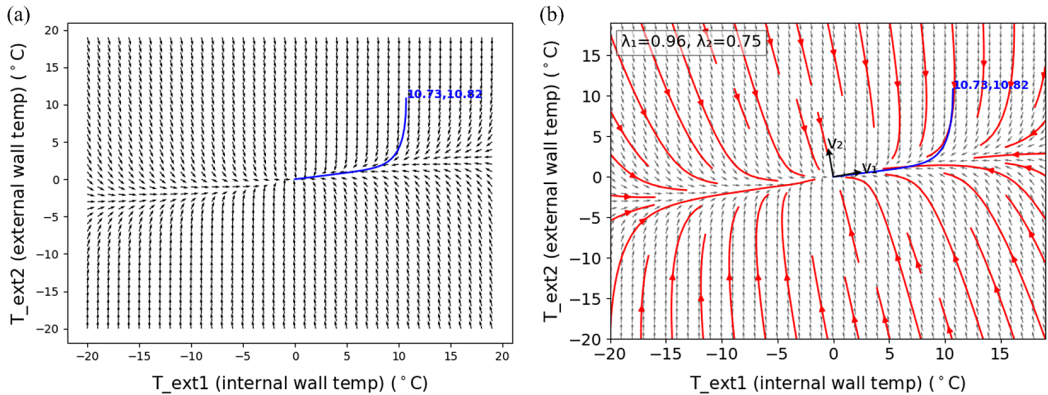 (a)
20
15
10
5
0
−5
−10
−15
−20
T_ext2 (external wall temp) (°C)
10.73,10.82
−20 −15 −10 −5 0 5 10 15 20
T_ext1 (internal wall temp) (°C)
(b)
λ₁=0.96, λ₂=0.75
15
10
5
0
−5
−10
−15
−20
T_ext2 (external wall temp) (°C)
10.73,10.82
V₂
V₁
−20 −15 −10 −5 0 5 10 15
T_ext1 (internal wall temp) (°C)